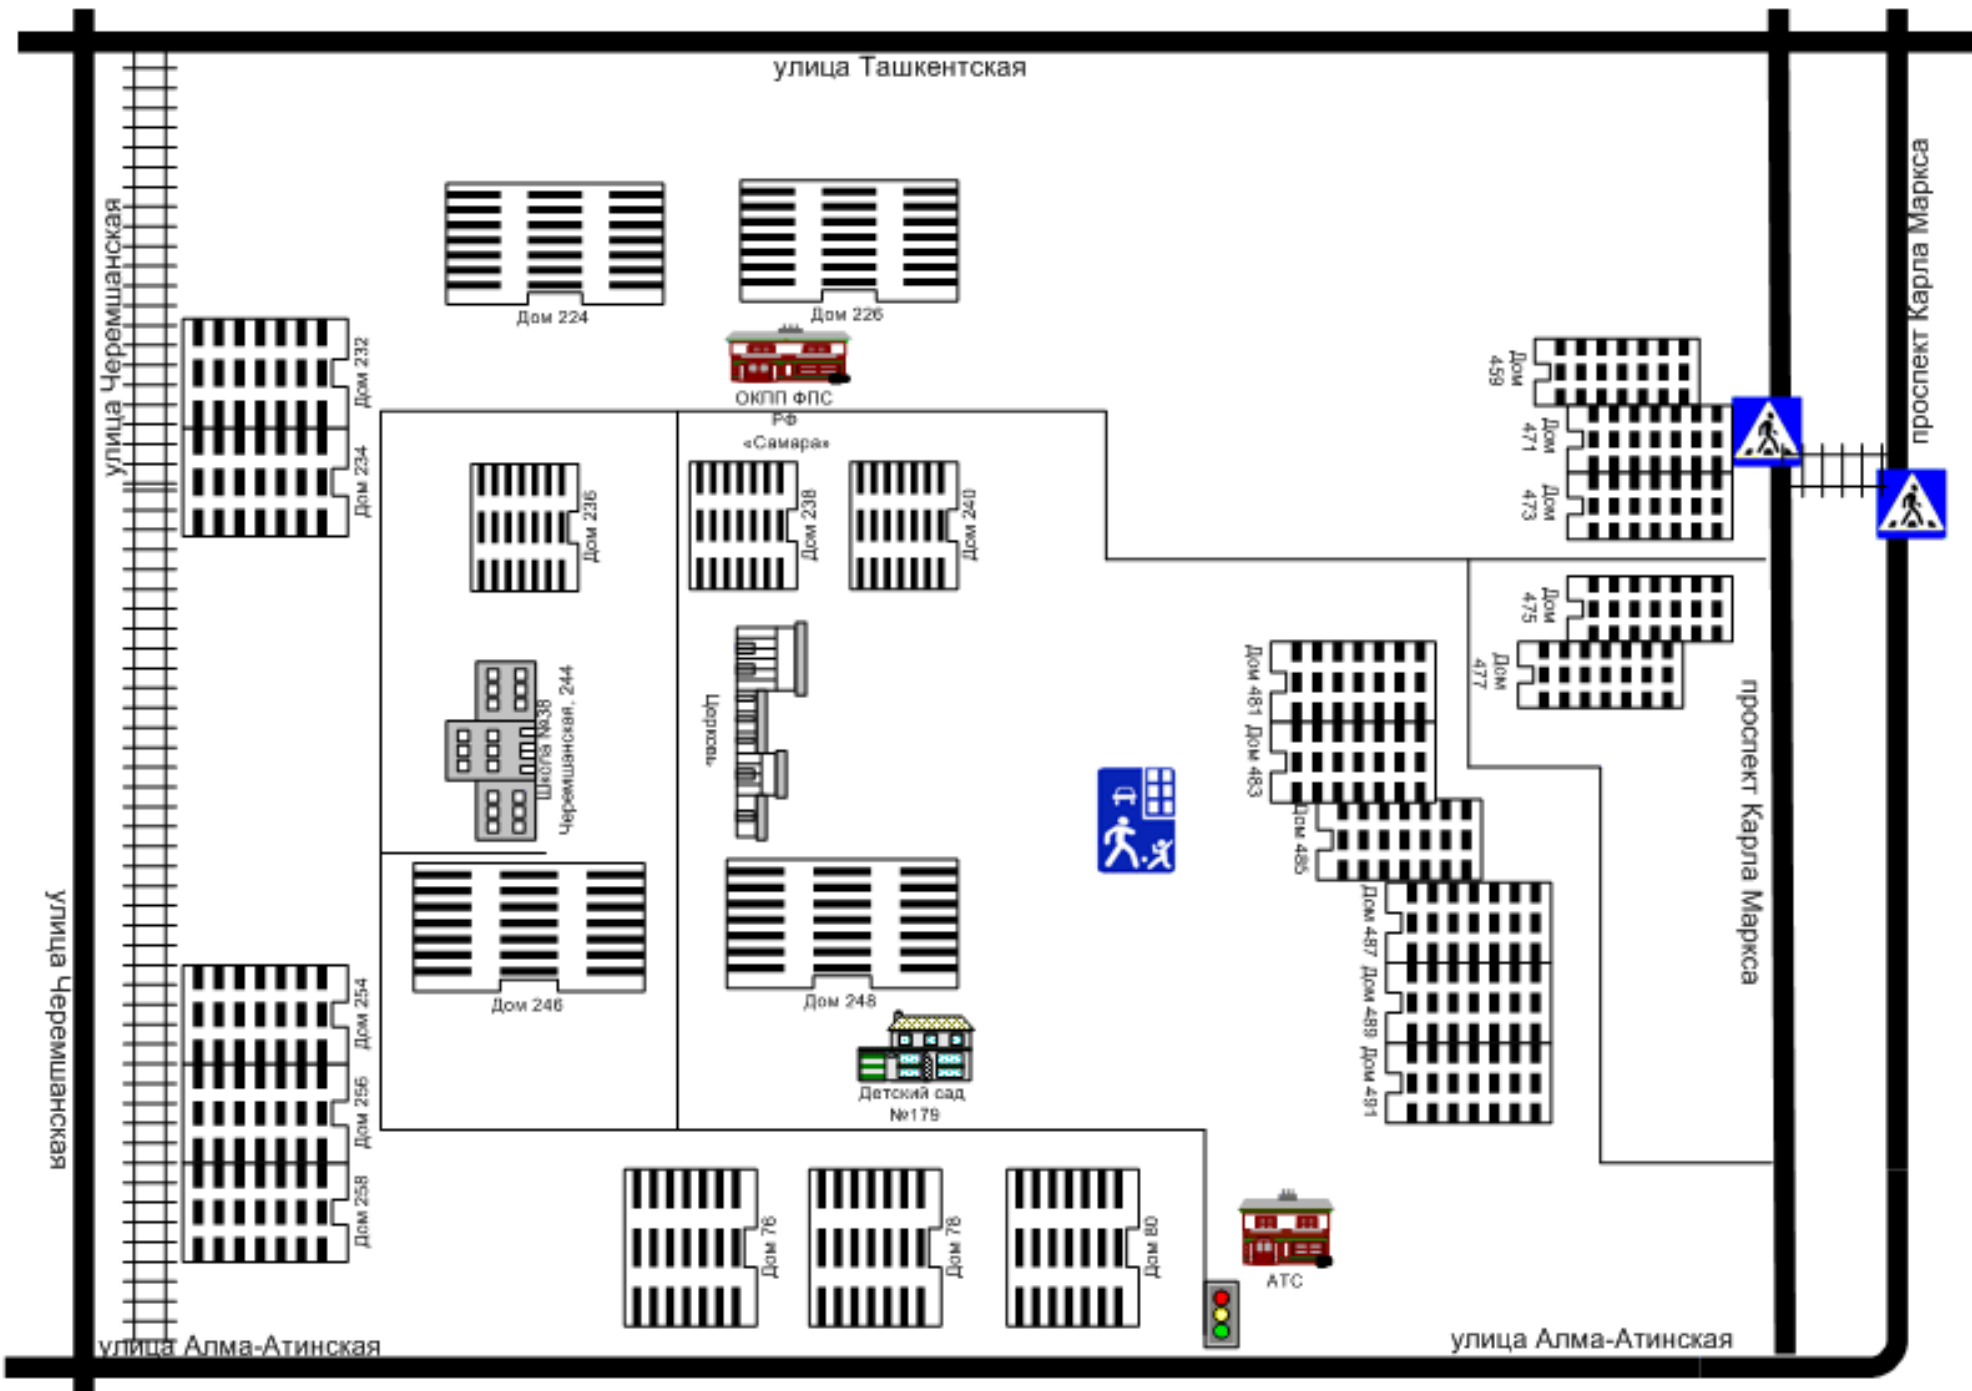 улица Ташкентская
проспект Карла Маркса
улица Черемшанская
Дом 224
Дом 226
Дом 232
Дом 234
ОКПП ФПС
РФ
«Самара»
Дом
459
Дом
471
Дом
473
Дом 236
Дом 238
Дом 240
Дом
475
Дом
477
Школа №38
Черемшанская, 244
Церковь
Дом 481
Дом 483
Дом 485
проспект Карла Маркса
улица Черемшанская
Дом 246
Дом 248
Дом 487
Дом 489
Дом 491
Дом 254
Дом 256
Дом 258
Детский сад
№179
Дом 76
Дом 78
Дом 80
АТС
улица Алма-Атинская
улица Алма-Атинская